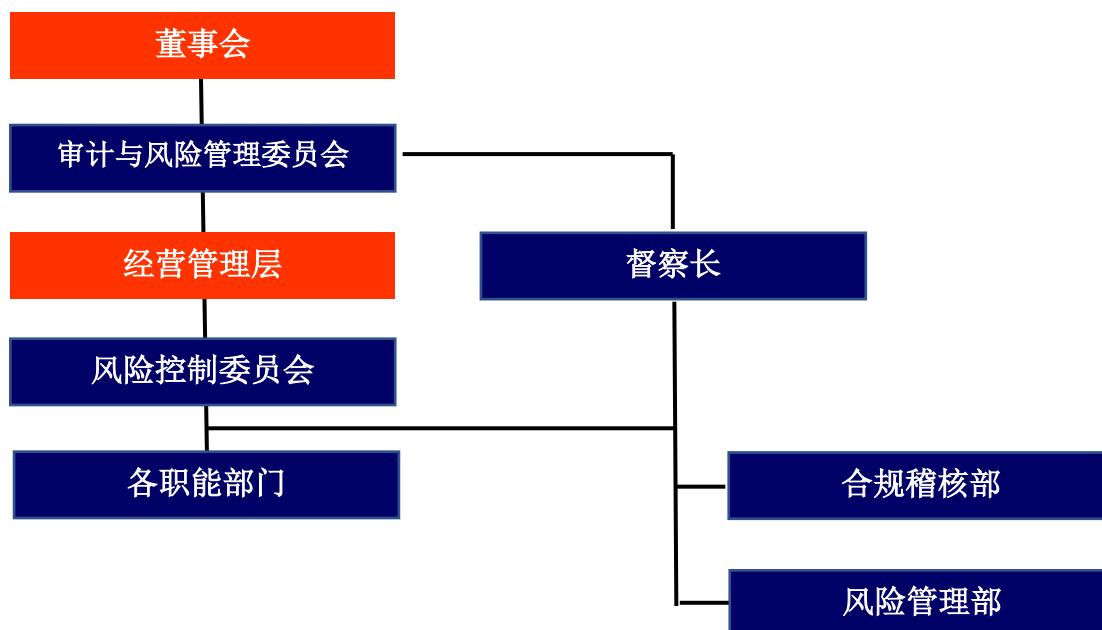 董事会
审计与风险管理委员会
经营管理层
督察长
风险控制委员会
各职能部门
合规稽核部
风险管理部